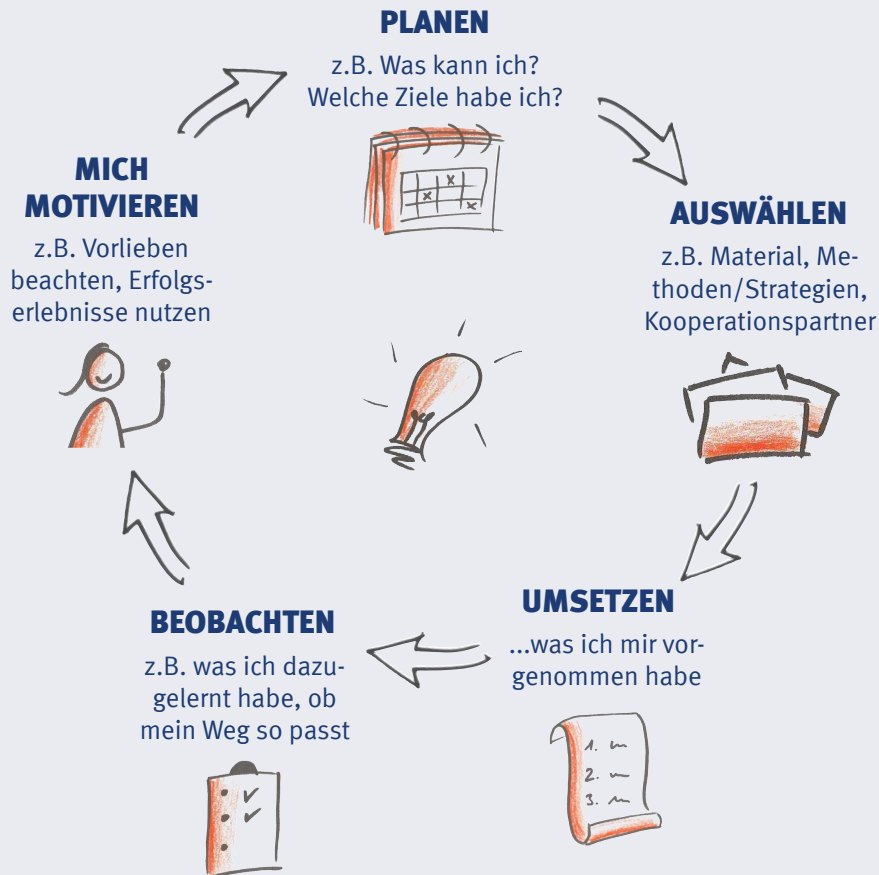 PLANEN
z.B. Was kann ich?
Welche Ziele habe ich?
AUSWÄHLEN
z.B. Material, Me-
thoden/Strategien,
Kooperationspartner
UMSETZEN
...was ich mir vor-
genommen habe
1.
2.
3.
BEOBACHTEN
z.B. was ich dazu-
gelernt habe, ob
mein Weg so passt
MICH
MOTIVIEREN
z.B. Vorlieben
beachten, Erfolgs-
erlebnisse nutzen